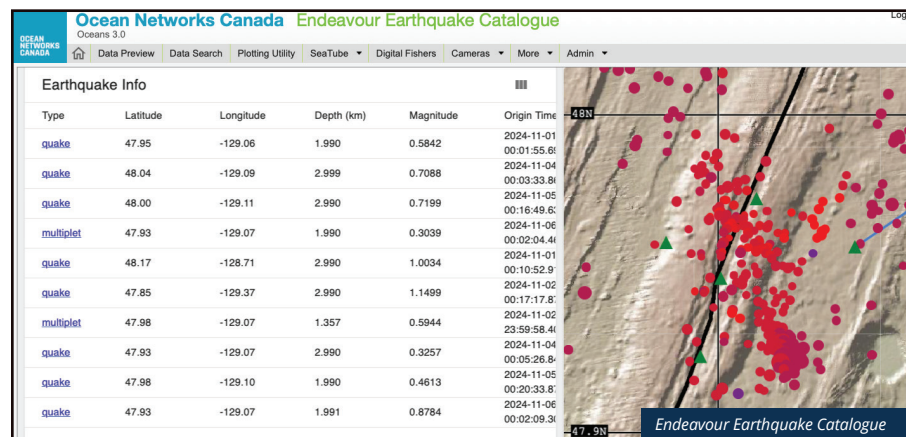 Ocean Networks Canada Endeavour Earthquake Catalogue
Log
Oceans 3.0
OCEAN
NETWORKS
CANADA
Data Preview Data Search Plotting Utility SeaTube Digital Fishers Cameras More Admin
Earthquake Info
Type Latitude Longitude Depth (km) Magnitude Origin Time
quake 47.95 -129.06 1.990 0.5842 2024-11-01
00:01:55.69
quake 48.04 -129.09 2.999 0.7088 2024-11-04
00:03:33.86
quake 48.00 -129.11 2.990 0.7199 2024-11-05
00:16:49.63
multiplet 47.93 -129.07 1.990 0.3039 2024-11-06
00:02:04.46
quake 48.17 -128.71 2.990 1.0034 2024-11-01
00:10:52.9
quake 47.85 -129.37 2.990 1.1499 2024-11-02
00:17:17.8
multiplet 47.98 -129.07 1.357 0.5944 2024-11-02
23:59:58.4
quake 47.93 -129.07 2.990 0.3257 2024-11-04
00:05:26.8
quake 47.98 -129.10 1.990 0.4613 2024-11-05
00:20:33.8
quake 47.93 -129.07 1.991 0.8784 2024-11-06
00:02:09.3
48N
47.9N
Endeavour Earthquake Catalogue